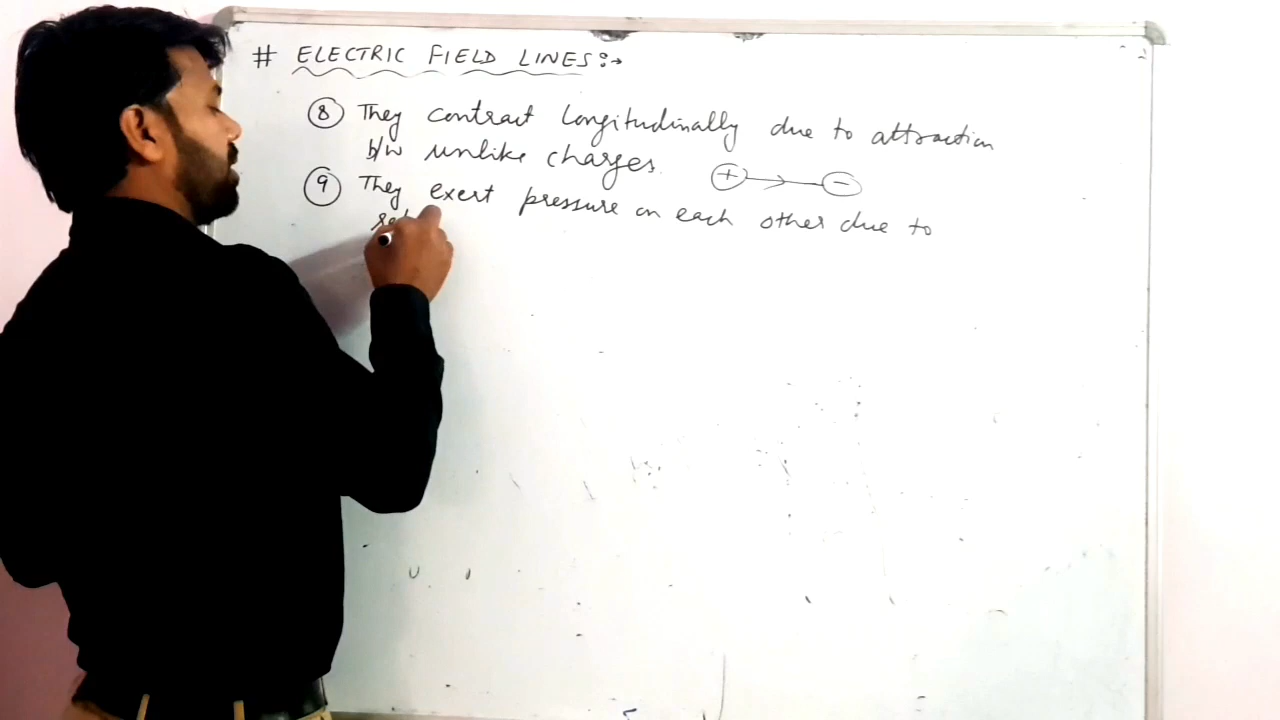 # ELECTRIC FIELD LINES :→
⑧ They contract longitudinally due to attraction
b/w unlike charges.
+ −
⑨ They exert pressure on each other due to